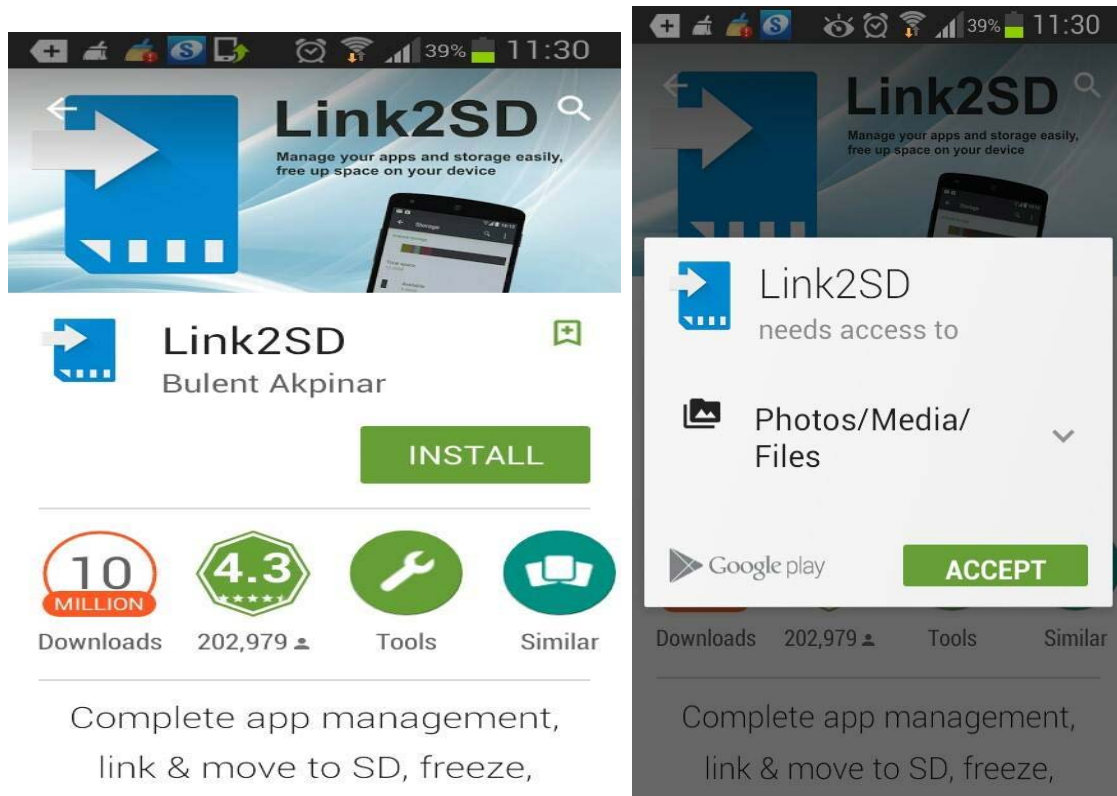 39% 11:30
Link2SD
Manage your apps and storage easily,
free up space on your device
Storage
Link2SD
Bulent Akpinar
INSTALL
10
MILLION
4.3
Downloads
202,979
Tools
Similar
Complete app management,
link & move to SD, freeze,
39% 11:30
Link2SD
Manage your apps and storage easily,
free up space on your device
Storage
Link2SD
needs access to
Photos/Media/
Files
Google play
ACCEPT
Downloads
202,979
Tools
Similar
Complete app management,
link & move to SD, freeze,